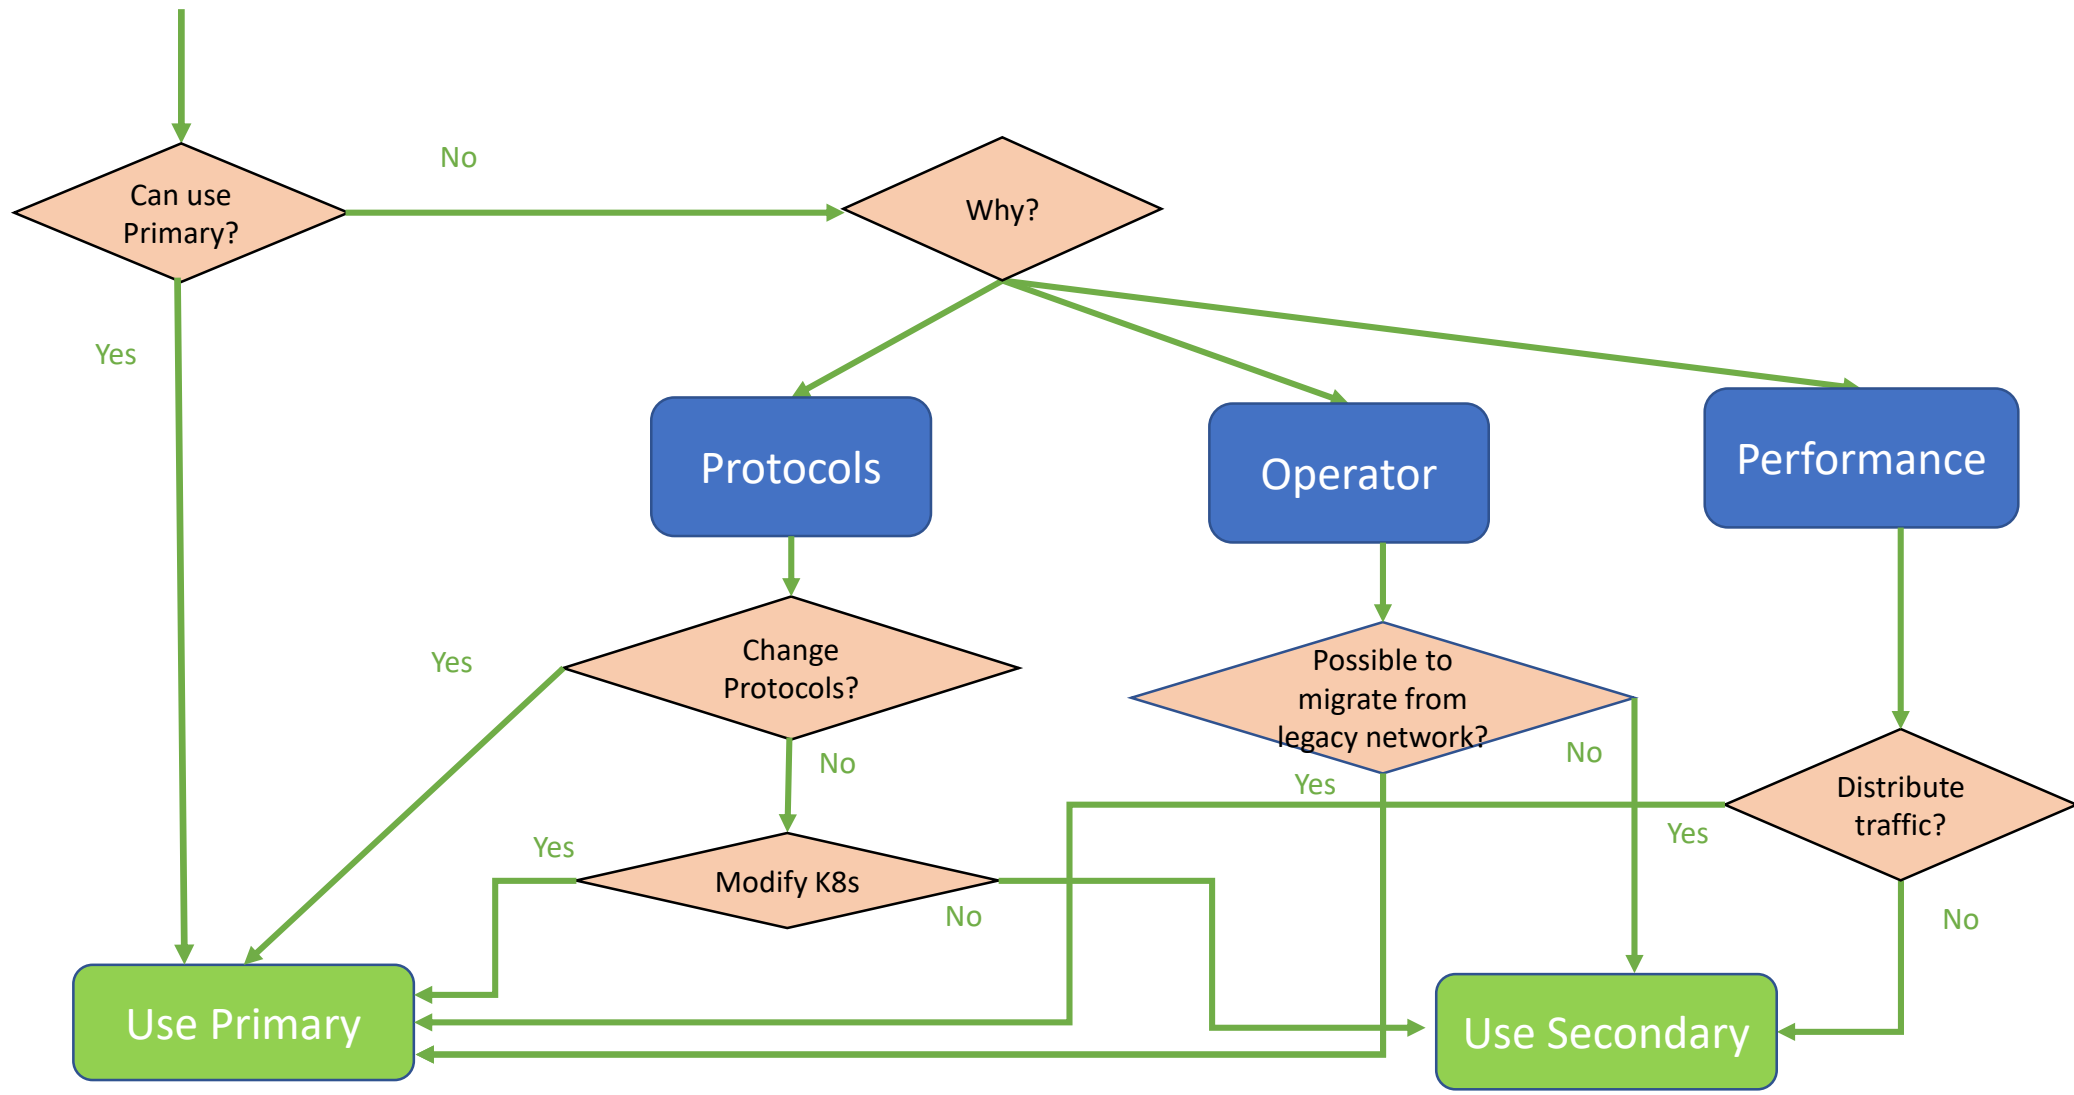 No
Can use
Primary?
Why?
Yes
Protocols
Operator
Performance
Yes
Change
Protocols?
Possible to
migrate from
legacy network?
No
No
Yes
Distribute
traffic?
Yes
Yes
Modify K8s
No
No
Use Primary
Use Secondary